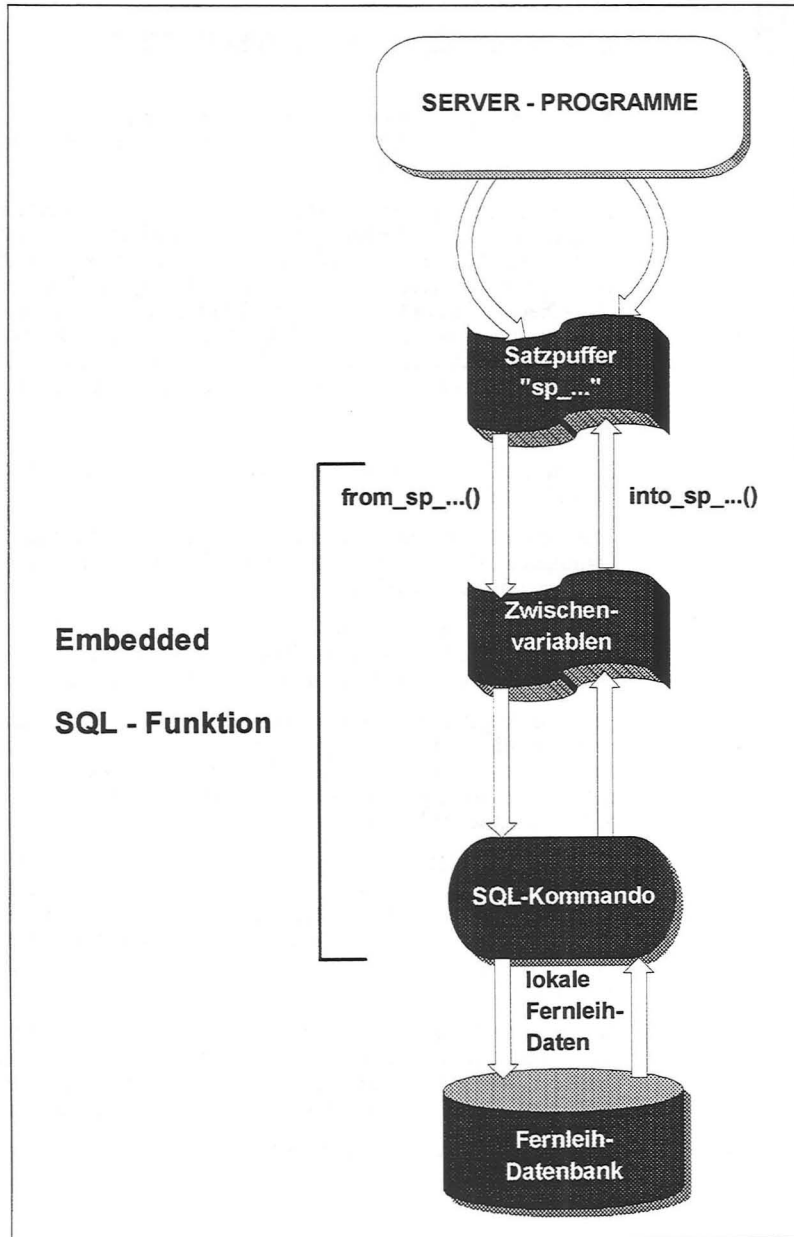 SERVER - PROGRAMME
Satzpuffer
"sp_..."
from_sp_...()
into_sp_...()
Zwischen-
variablen
Embedded
SQL - Funktion
SQL-Kommando
lokale
Fernleih-
Daten
Fernleih-
Datenbank